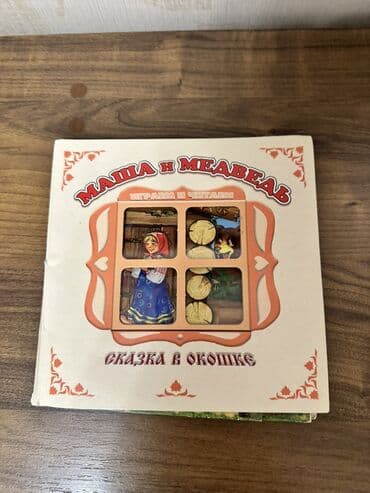 МАША и МЕДВЕДЬ
ИГРАЕМ И ЧИТАЕМ
СКАЗКА В ОКОШКЕ